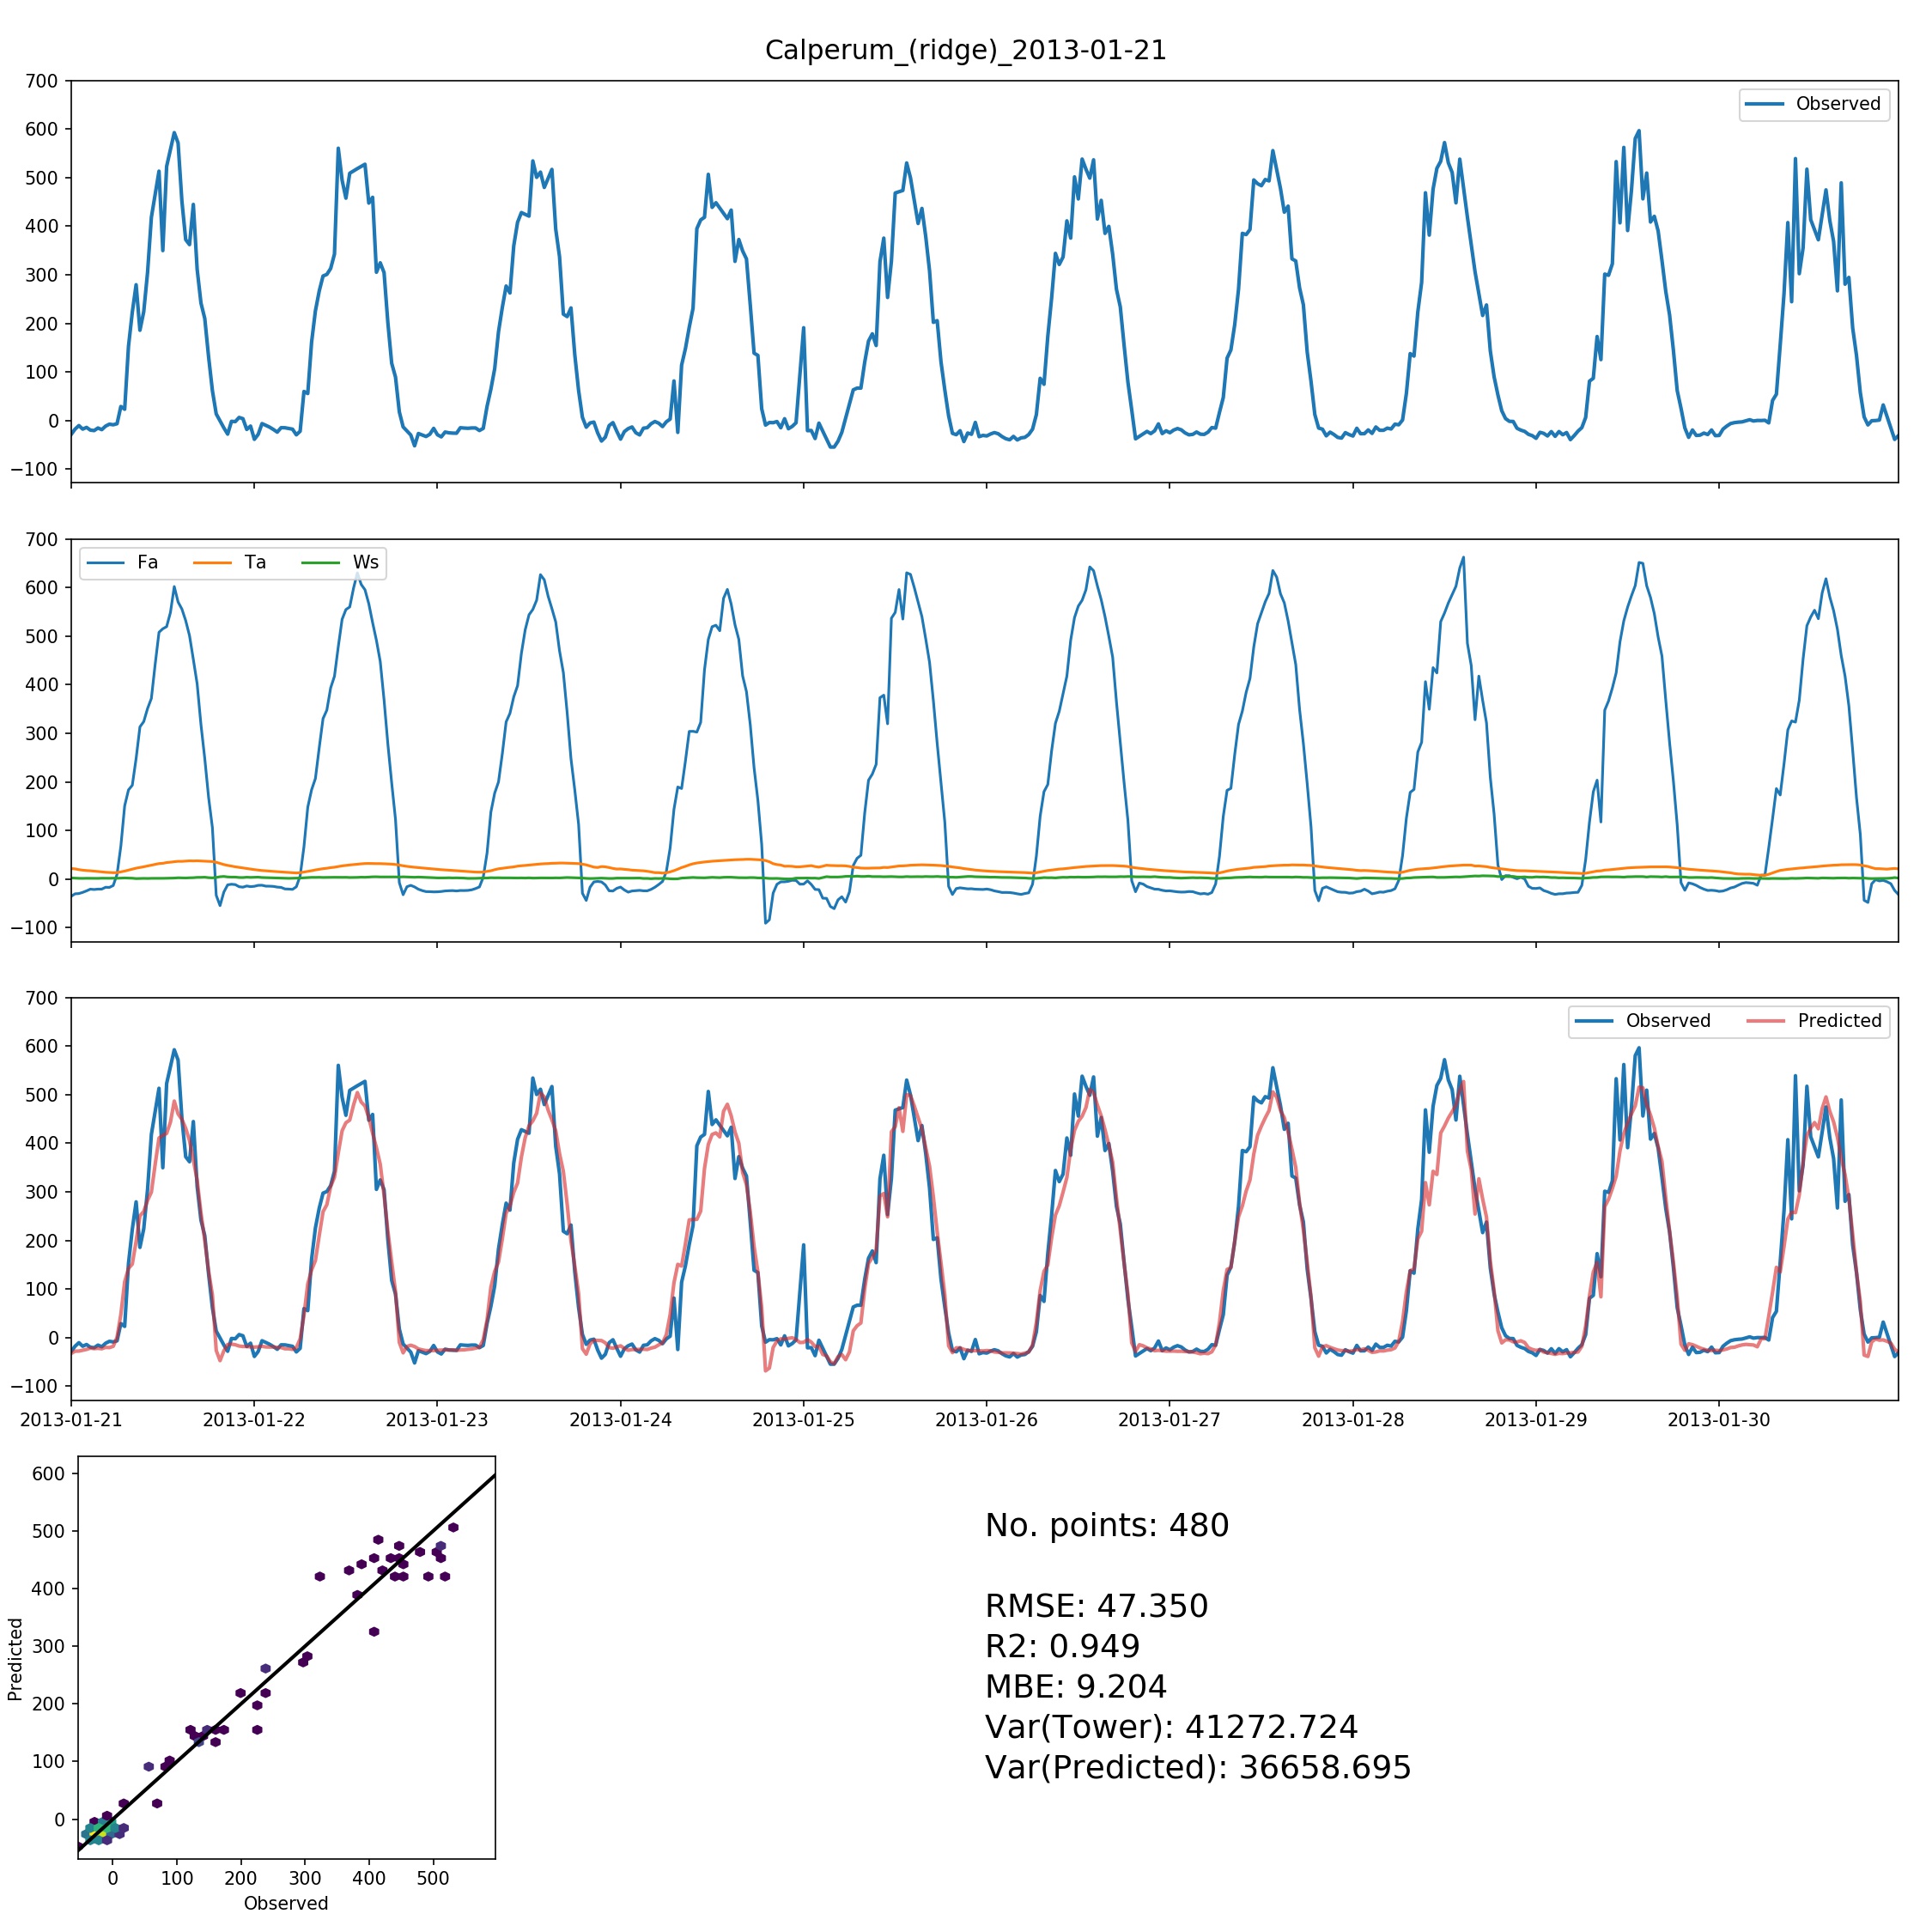 Calperum_(ridge)_2013-01-21
700
600
500
400
300
200
100
0
−100
Observed
700
600
500
400
300
200
100
0
−100
Fa Ta Ws
700
600
500
400
300
200
100
0
−100
Observed Predicted
2013-01-21 2013-01-22 2013-01-23 2013-01-24 2013-01-25 2013-01-26 2013-01-27 2013-01-28 2013-01-29 2013-01-30
600
500
400
300
200
100
0
Predicted
0 100 200 300 400 500
Observed
No. points: 480
RMSE: 47.350
R2: 0.949
MBE: 9.204
Var(Tower): 41272.724
Var(Predicted): 36658.695